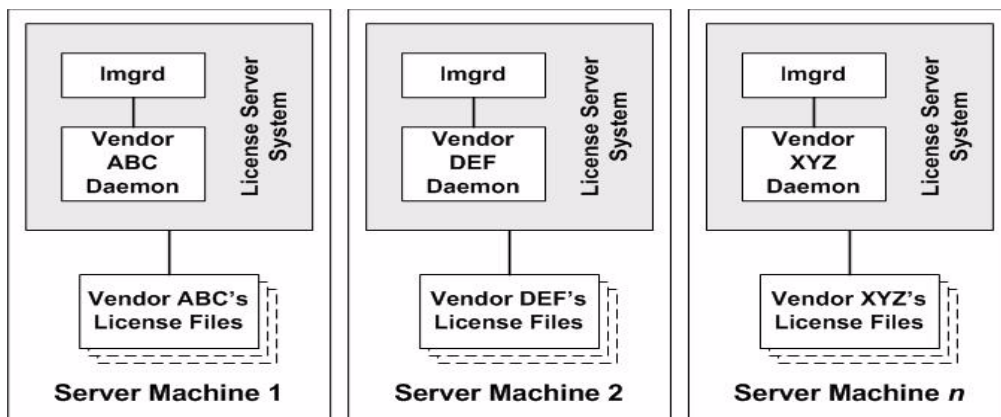 lmgrd
Vendor
ABC
Daemon
License Server
System
Vendor ABC's
License Files
Server Machine 1
lmgrd
Vendor
DEF
Daemon
License Server
System
Vendor DEF's
License Files
Server Machine 2
lmgrd
Vendor
XYZ
Daemon
License Server
System
Vendor XYZ's
License Files
Server Machine n